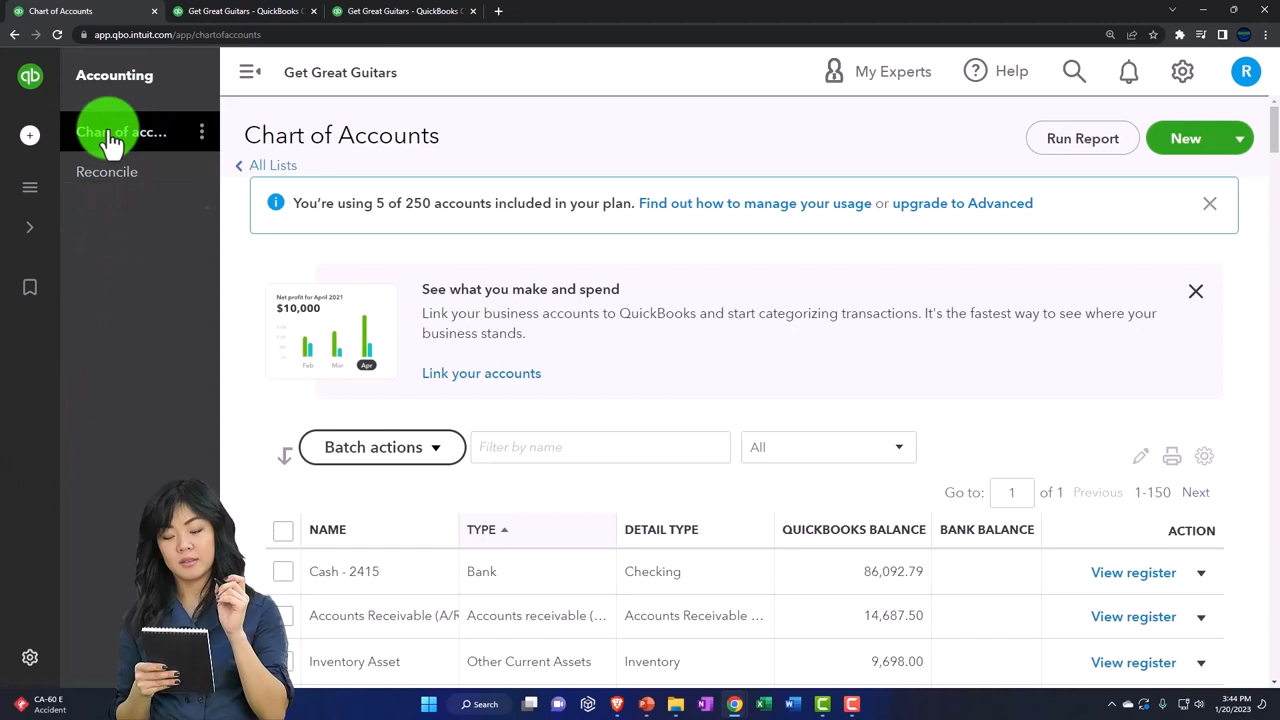 Chart of Accounts
QuickBooks - QuickBooks C
Get Great Guitars - QuickBooks C
app.qbo.intuit.com/app/chartofaccounts
qb
Accounting
Get Great Guitars
My Experts
Help
R
Chart of acc...
Reconcile
Chart of Accounts
Run Report
New
All Lists
You're using 5 of 250 accounts included in your plan. Find out how to manage your usage or upgrade to Advanced
Net profit for April 2021
$10,000
Feb Mar Apr
See what you make and spend
Link your business accounts to QuickBooks and start categorizing transactions. It's the fastest way to see where your
business stands.
Link your accounts
Batch actions
Filter by name
All
Go to: 1 of 1 Previous 1-150 Next
NAME TYPE DETAIL TYPE QUICKBOOKS BALANCE BANK BALANCE ACTION
Cash - 2415 Bank Checking 86,092.79 View register
Accounts Receivable (A/R Accounts receivable (... Accounts Receivable ... 14,687.50 View register
Inventory Asset Other Current Assets Inventory 9,698.00 View register
CA-60 E
Accident
Search
3:44 PM
1/20/2023